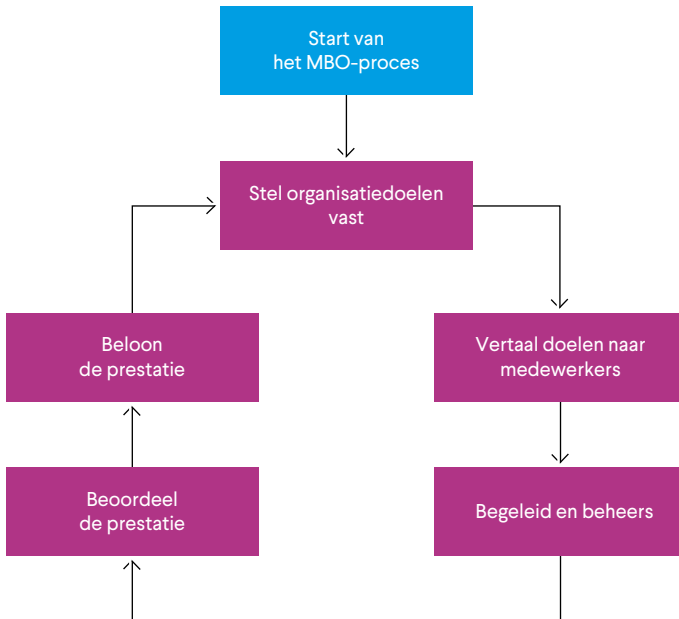 Start van
het MBO-proces
Stel organisatiedoelen
vast
Vertaal doelen naar
medewerkers
Begeleid en beheers
Beoordeel
de prestatie
Beloon
de prestatie